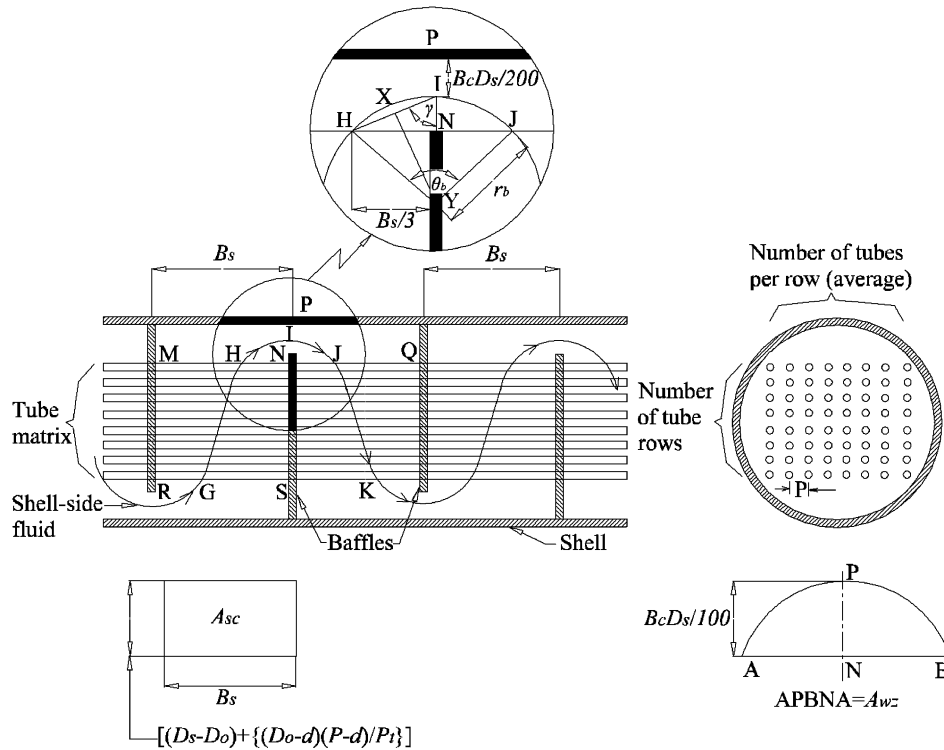 P
BcDs/200
I
X
H
γ
N
J
θb
Y
rb
Bs/3
Bs
Bs
P
I
M
H
N
J
Q
Tube
matrix
R
G
S
K
Shell-side
fluid
Baffles
Shell
Number of tubes
per row (average)
Number
of tube
rows
P
Asc
Bs
[(Ds-Do)+{(Do-d)(P-d)/Pt}]
P
BcDs/100
A
N
B
APBNA=Awz